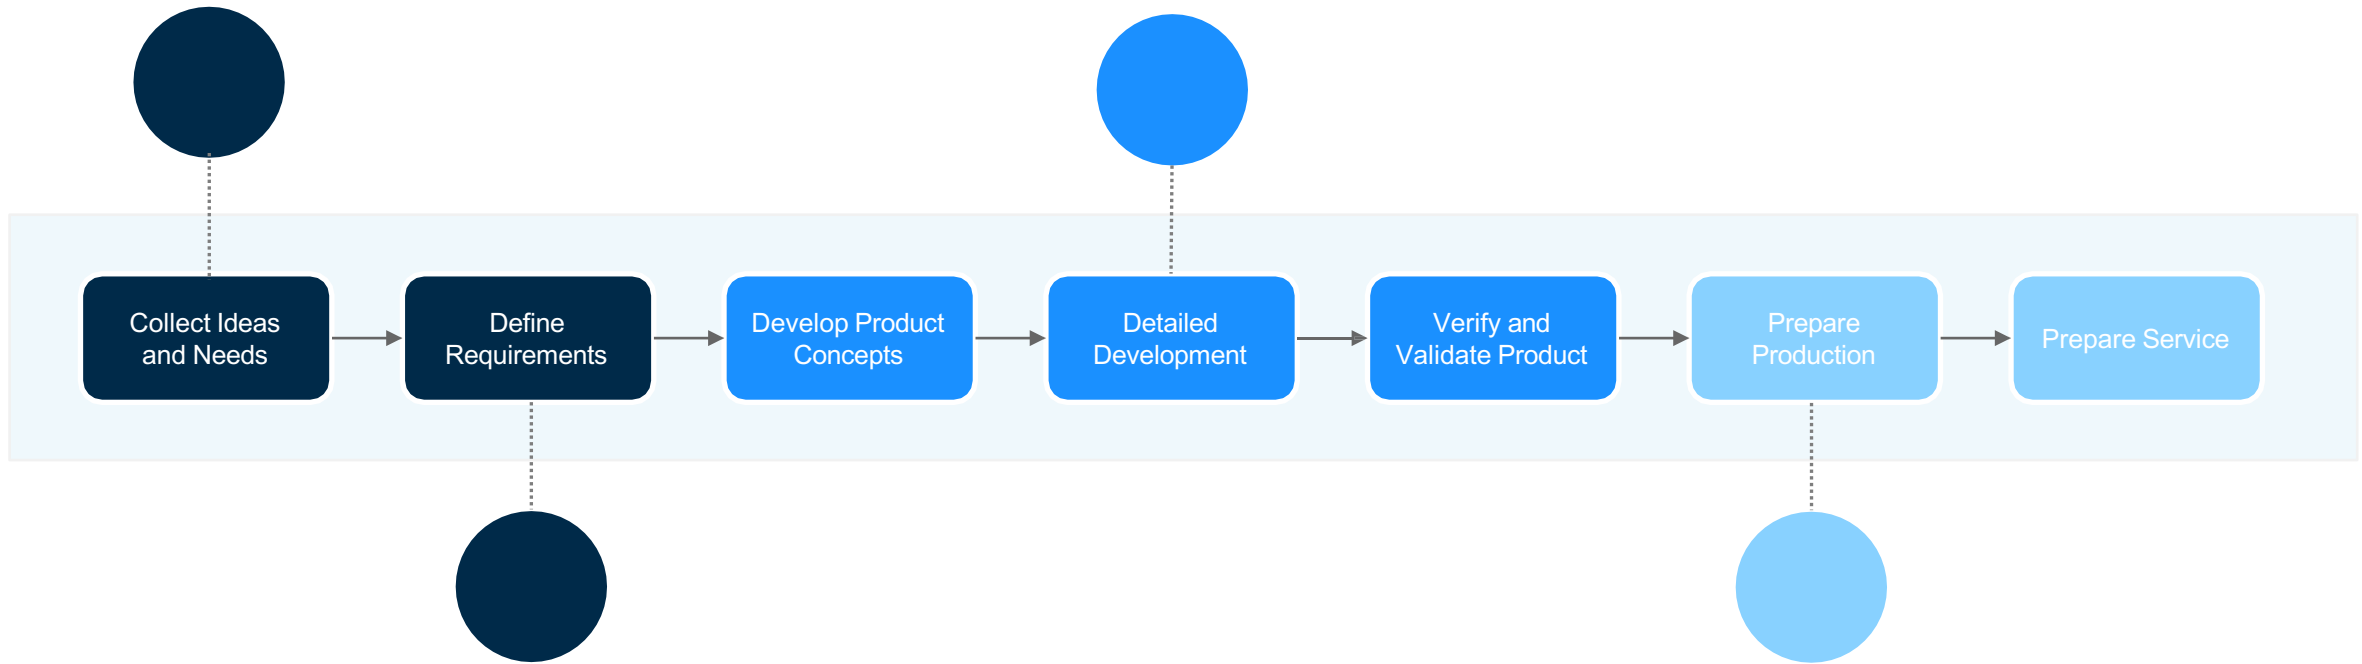 Collect Ideas
and Needs
Define
Requirements
Develop Product
Concepts
Detailed
Development
Verify and
Validate Product
Prepare
Production
Prepare Service